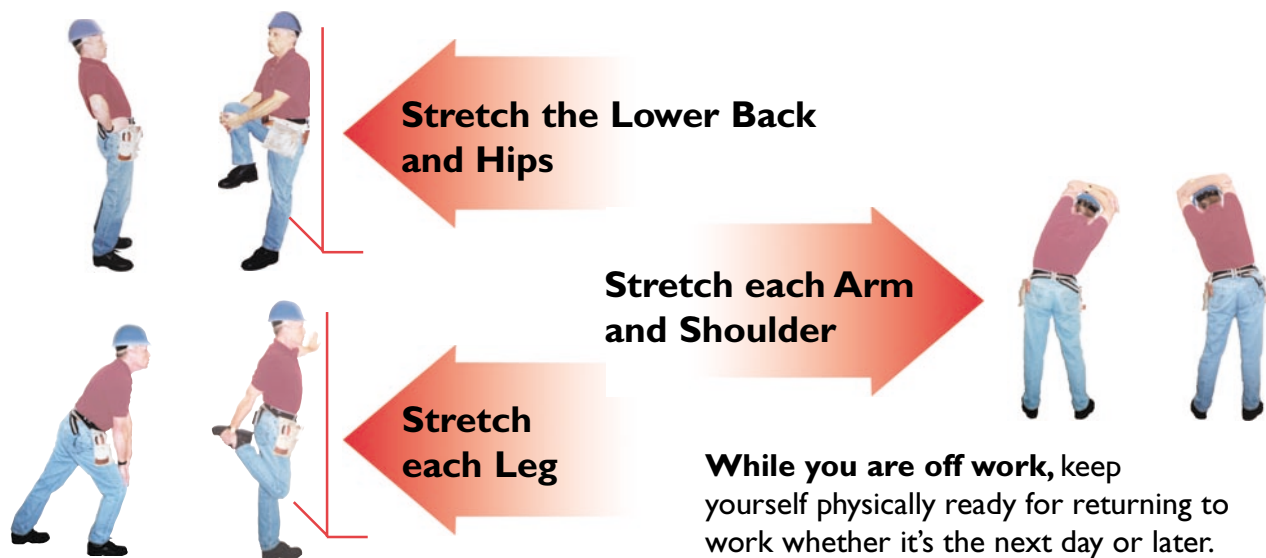 Stretch the Lower Back
and Hips
Stretch each Arm
and Shoulder
Stretch
each Leg
While you are off work, keep
yourself physically ready for returning to
work whether it’s the next day or later.